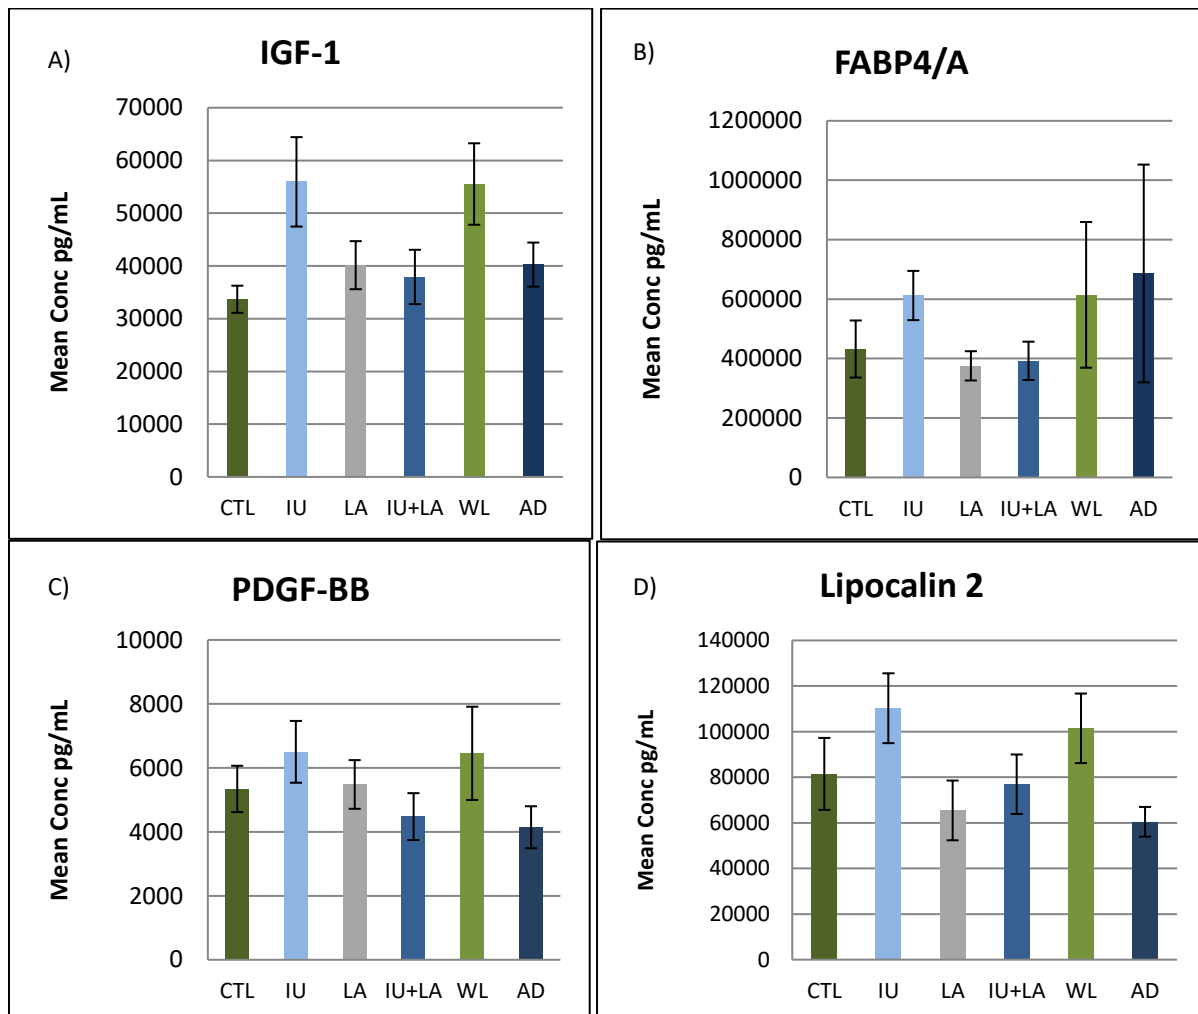 A)
IGF-1
Mean Conc pg/mL
70000
60000
50000
40000
30000
20000
10000
0
CTL IU LA IU+LA WL AD
B)
FABP4/A
Mean Conc pg/mL
1200000
1000000
800000
600000
400000
200000
0
CTL IU LA IU+LA WL AD
C)
PDGF-BB
Mean Conc pg/mL
10000
8000
6000
4000
2000
0
CTL IU LA IU+LA WL AD
D)
Lipocalin 2
Mean Conc pg/mL
140000
120000
100000
80000
60000
40000
20000
0
CTL IU LA IU+LA WL AD